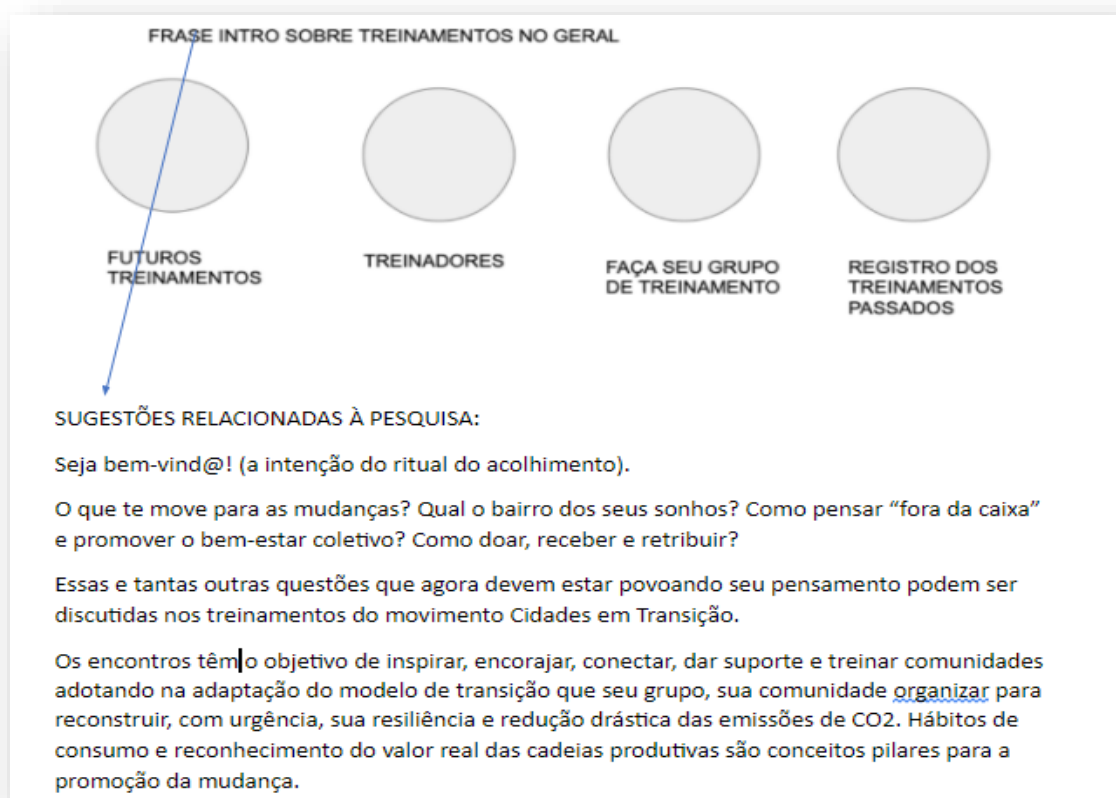 FRASE INTRO SOBRE TREINAMENTOS NO GERAL
FUTUROS
TREINAMENTOS
TREINADORES
FAÇA SEU GRUPO
DE TREINAMENTO
REGISTRO DOS
TREINAMENTOS
PASSADOS
SUGESTÕES RELACIONADAS À PESQUISA:
Seja bem-vind@! (a intenção do ritual do acolhimento).
O que te move para as mudanças? Qual o bairro dos seus sonhos? Como pensar “fora da caixa”
e promover o bem-estar coletivo? Como doar, receber e retribuir?
Essas e tantas outras questões que agora devem estar povoando seu pensamento podem ser
discutidas nos treinamentos do movimento Cidades em Transição.
Os encontros têm o objetivo de inspirar, encorajar, conectar, dar suporte e treinar comunidades
adotando na adaptação do modelo de transição que seu grupo, sua comunidade organizar para
reconstruir, com urgência, sua resiliência e redução drástica das emissões de CO2. Hábitos de
consumo e reconhecimento do valor real das cadeias produtivas são conceitos pilares para a
promoção da mudança.